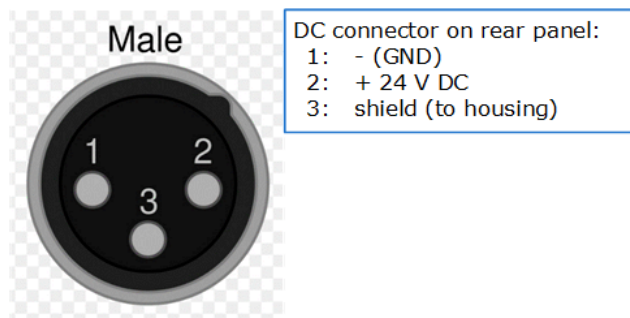 Male
1 2
3
DC connector on rear panel:
1: - (GND)
2: + 24 V DC
3: shield (to housing)